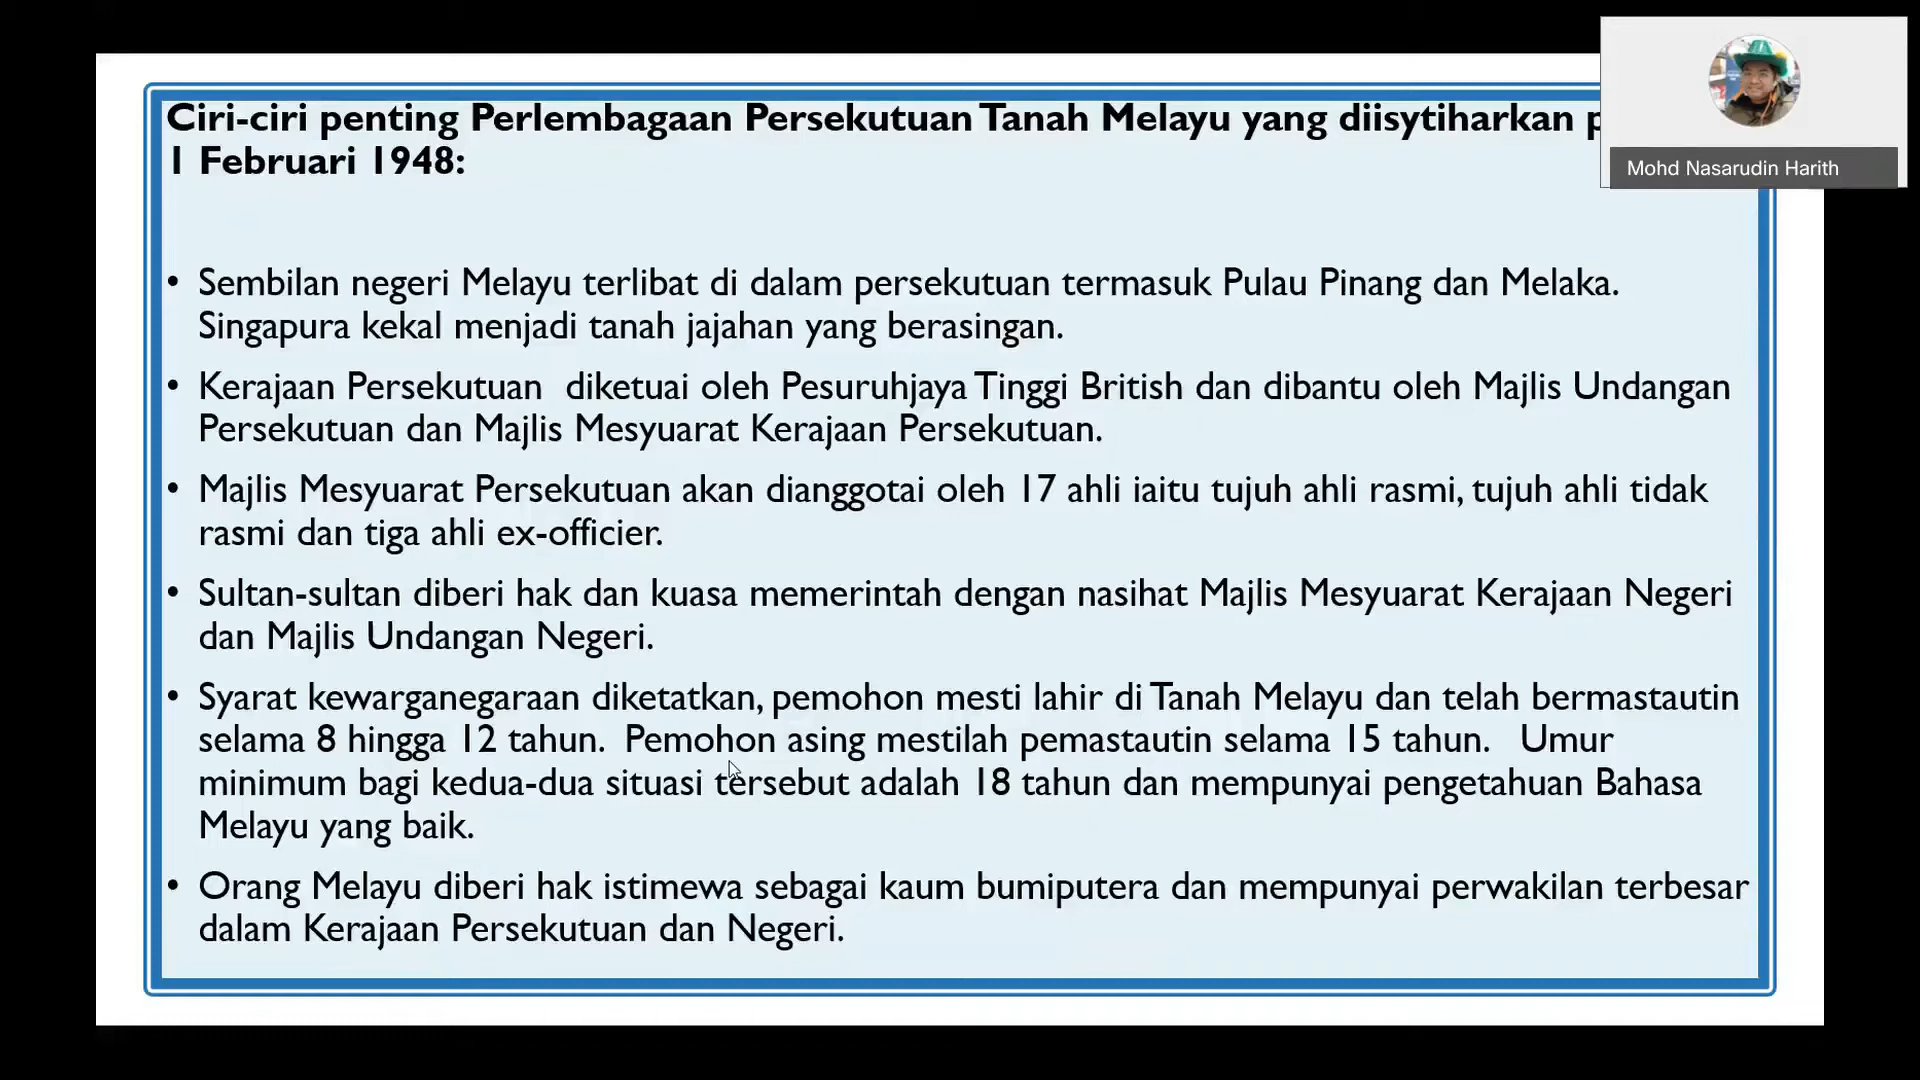 Ciri-ciri penting Perlembagaan Persekutuan Tanah Melayu yang diisytiharkan
1 Februari 1948:
Mohd Nasarudin Harith
• Sembilan negeri Melayu terlibat di dalam persekutuan termasuk Pulau Pinang dan Melaka.
Singapura kekal menjadi tanah jajahan yang berasingan.
• Kerajaan Persekutuan diketuai oleh Pesuruhjaya Tinggi British dan dibantu oleh Majlis Undangan
Persekutuan dan Majlis Mesyuarat Kerajaan Persekutuan.
• Majlis Mesyuarat Persekutuan akan dianggotai oleh 17 ahli iaitu tujuh ahli rasmi, tujuh ahli tidak
rasmi dan tiga ahli ex-officier.
• Sultan-sultan diberi hak dan kuasa memerintah dengan nasihat Majlis Mesyuarat Kerajaan Negeri
dan Majlis Undangan Negeri.
• Syarat kewarganegaraan diketatkan, pemohon mesti lahir di Tanah Melayu dan telah bermastautin
selama 8 hingga 12 tahun. Pemohon asing mestilah pemastautin selama 15 tahun. Umur
minimum bagi kedua-dua situasi tersebut adalah 18 tahun dan mempunyai pengetahuan Bahasa
Melayu yang baik.
• Orang Melayu diberi hak istimewa sebagai kaum bumiputera dan mempunyai perwakilan terbesar
dalam Kerajaan Persekutuan dan Negeri.